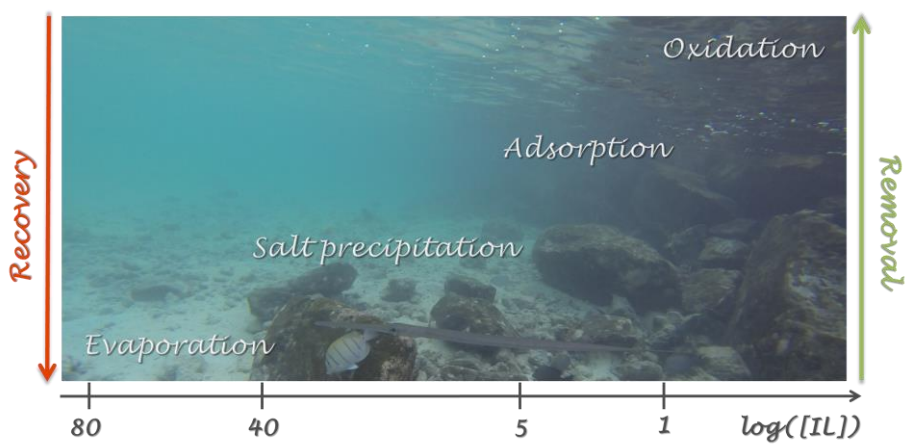 Oxidation
Adsorption
Recovery
Removal
Salt precipitation
Evaporation
80 40 5 1 log([IL])